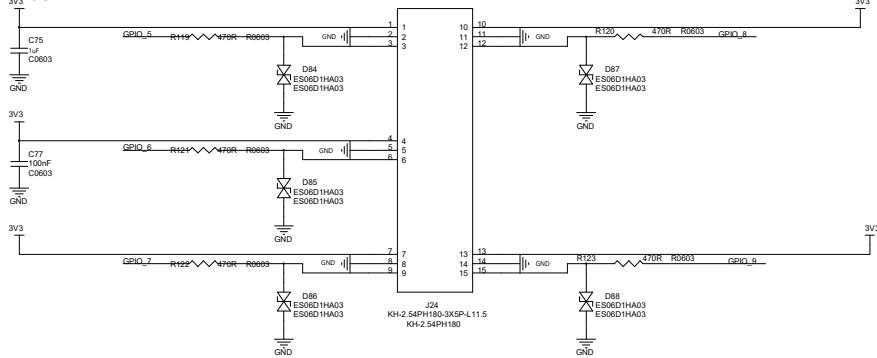 3V3
3V3
1 1
10 10
C75
GPIO_5
R119
470R
R0603
GND
2 2
11 11
GND
R120
470R
R0603
GPIO_8
1uF
3 3
12 12
C0603
D84
ES06D1HA03
ES06D1HA03
D87
ES06D1HA03
ES06D1HA03
GND
GND
GND
3V3
4 4
C77
GPIO_6
R121
470R
R0603
GND
5 5
100nF
6 6
C0603
D85
ES06D1HA03
ES06D1HA03
GND
GND
3V3
3V3
7 7
13 13
GPIO_7
R122
470R
R0603
GND
8 8
14 14
GND
R123
470R
R0603
GPIO_9
9 9
15 15
D86
ES06D1HA03
ES06D1HA03
J24
KH-2.54PH180-3X5P-L11.5
KH-2.54PH180
D88
ES06D1HA03
ES06D1HA03
GND
GND